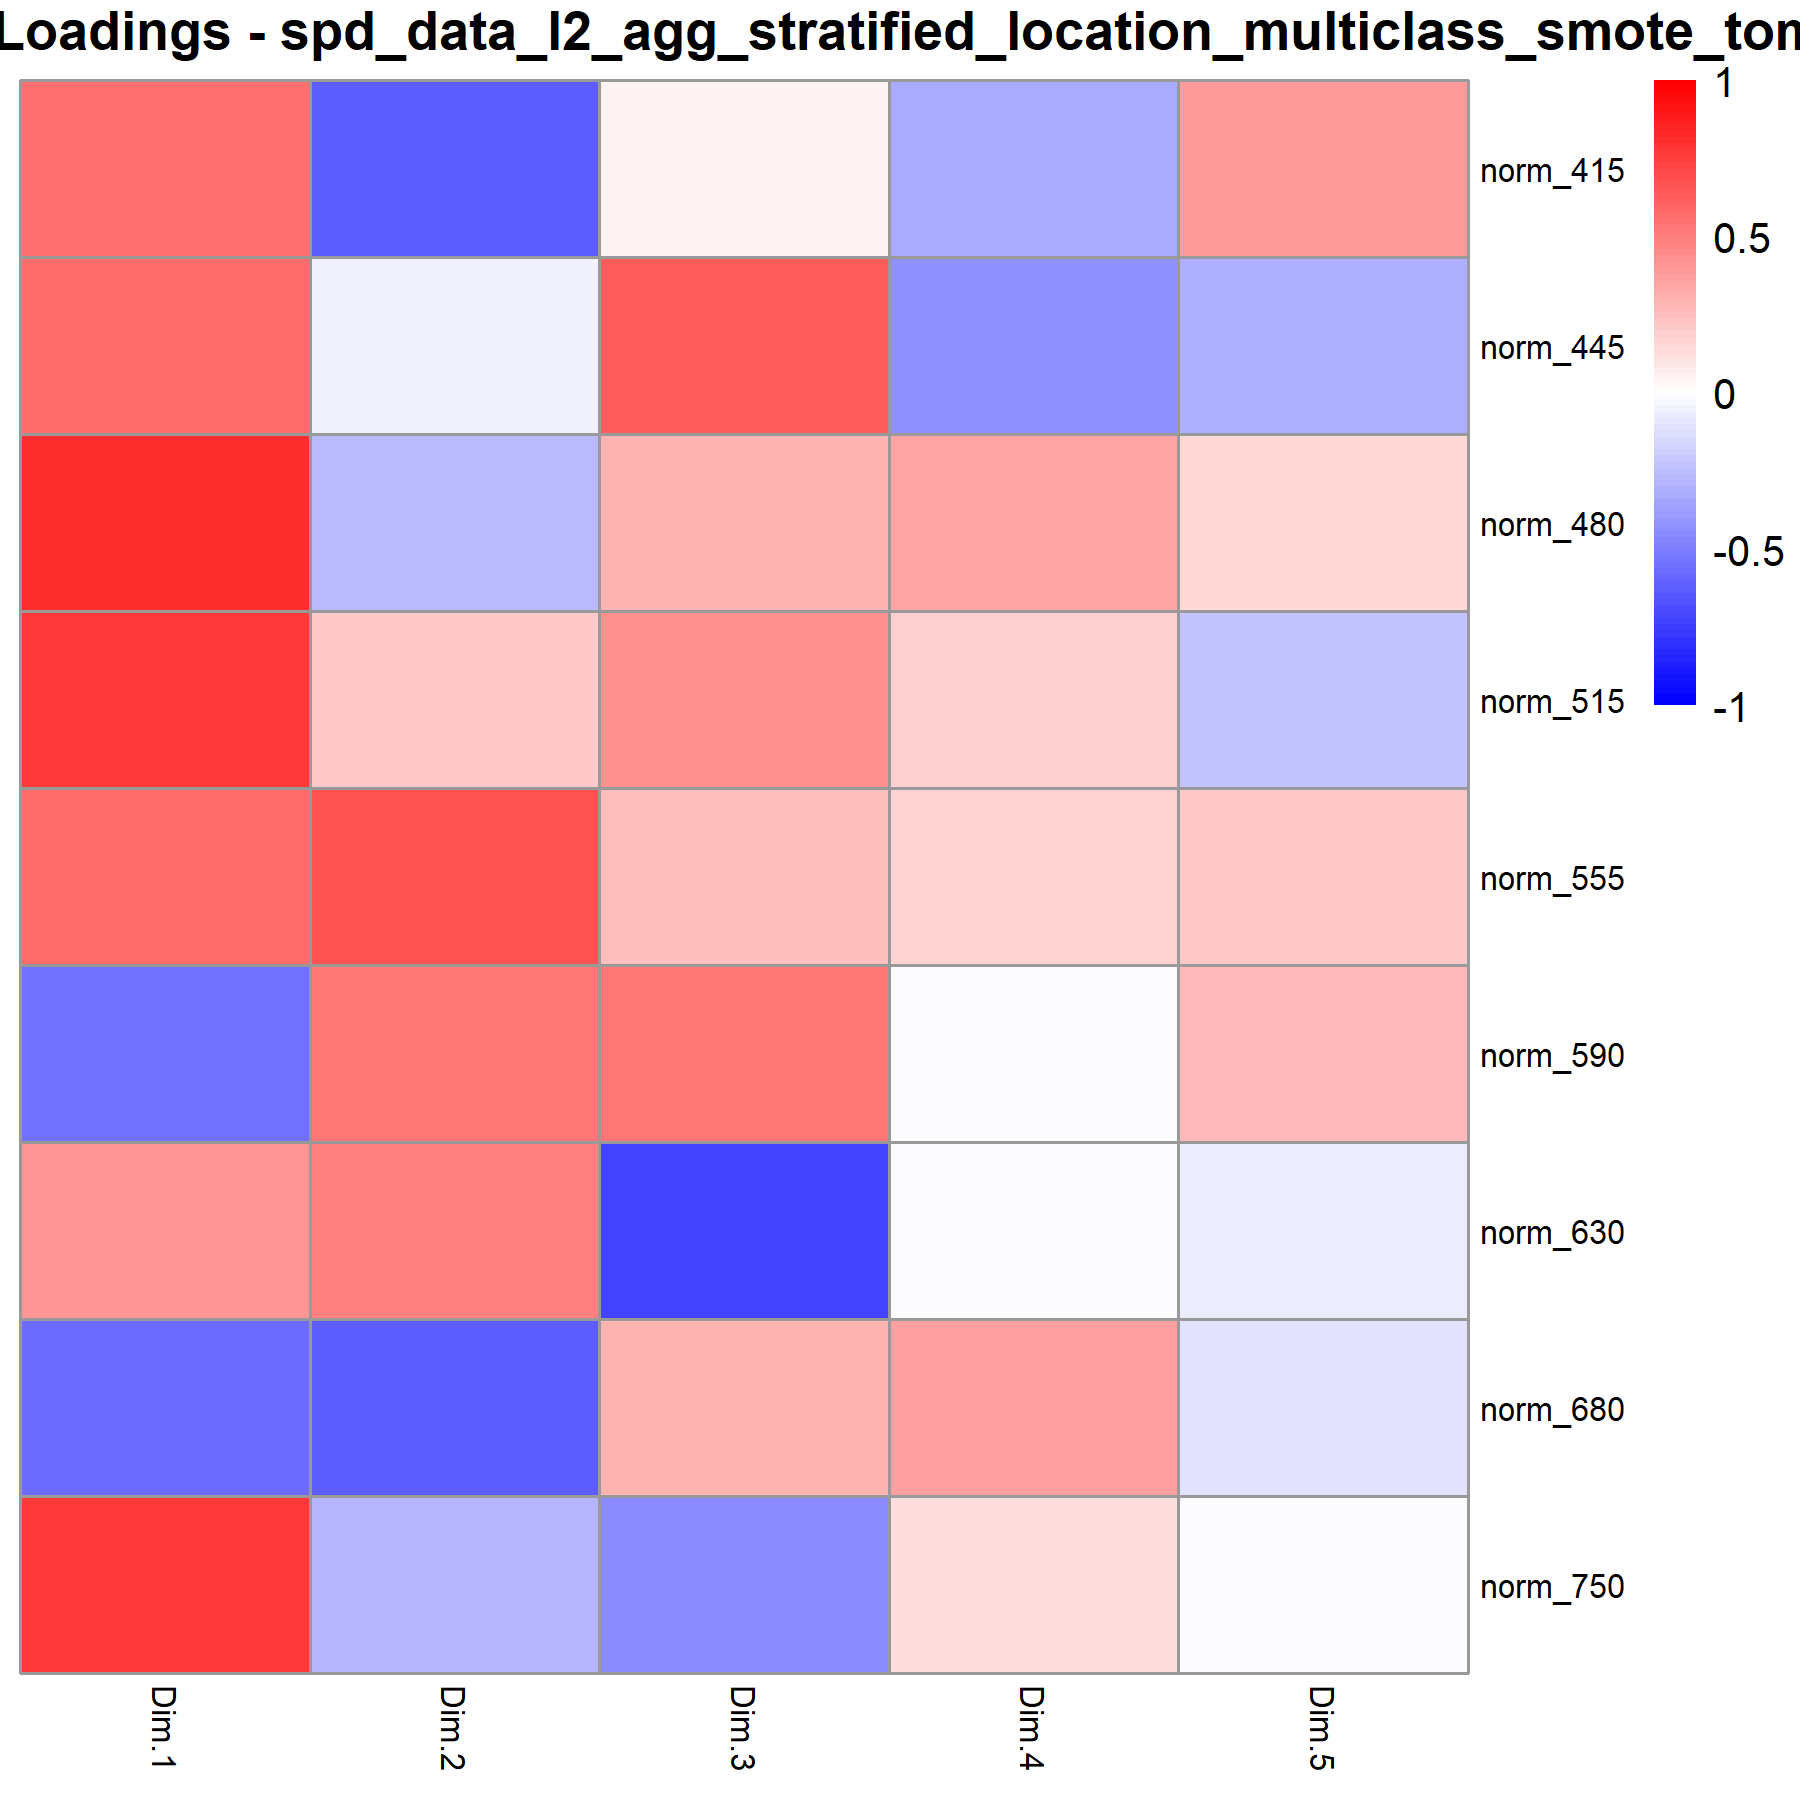 Loadings - spd_data_l2_agg_stratified_location_multiclass_smote_tom
1
0.5
0
-0.5
-1
norm_415
norm_445
norm_480
norm_515
norm_555
norm_590
norm_630
norm_680
norm_750
Dim.1
Dim.2
Dim.3
Dim.4
Dim.5